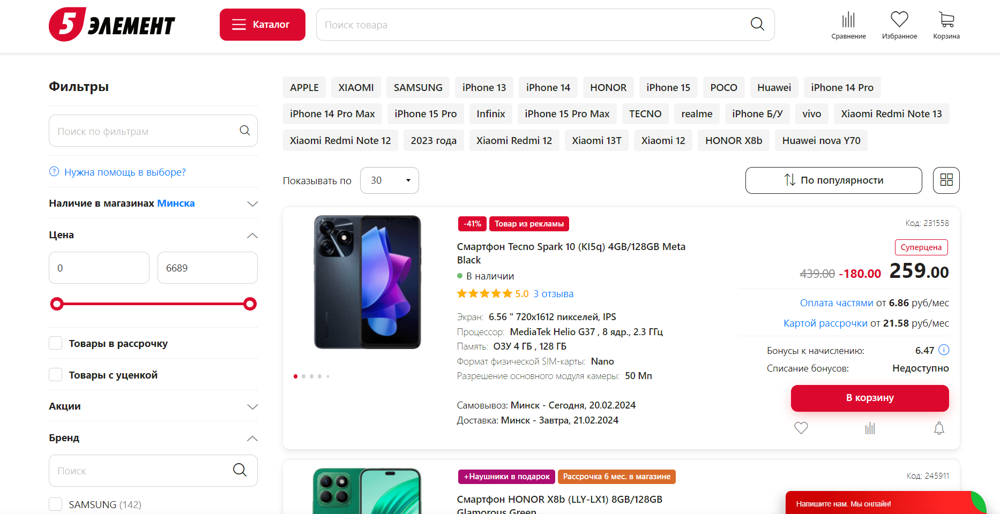 5 ЭЛЕМЕНТ
Каталог
Поиск товара
Сравнение
Избранное
Корзина
Фильтры
Поиск по фильтрам
? Нужна помощь в выборе?
Наличие в магазинах Минска
Цена
0
6689
Товары в рассрочку
Товары с уценкой
Акции
Бренд
Поиск
SAMSUNG (142)
APPLE XIAOMI SAMSUNG iPhone 13 iPhone 14 HONOR iPhone 15 POCO Huawei iPhone 14 Pro
iPhone 14 Pro Max iPhone 15 Pro Infinix iPhone 15 Pro Max TECNO realme iPhone Б/У vivo Xiaomi Redmi Note 13
Xiaomi Redmi Note 12 2023 года Xiaomi Redmi 12 Xiaomi 13T Xiaomi 12 HONOR X8b Huawei nova Y70
Показывать по 30
По популярности
-41% Товар из рекламы
Смартфон Tecno Spark 10 (KI5q) 4GB/128GB Meta
Black
В наличии
5.0 3 отзыва
Экран: 6.56 " 720x1612 пикселей, IPS
Процессор: MediaTek Helio G37 , 8 ядр., 2.3 ГГц
Память: ОЗУ 4 ГБ , 128 ГБ
Формат физической SIM-карты: Nano
Разрешение основного модуля камеры: 50 Мп
Самовывоз: Минск - Сегодня, 20.02.2024
Доставка: Минск - Завтра, 21.02.2024
Код: 231558
Суперцена
439.00 -180.00 259.00
Оплата частями от 6.86 руб/мес
Картой рассрочки от 21.58 руб/мес
Бонусы к начислению: 6.47 i
Списание бонусов: Недоступно
В корзину
+Наушники в подарок Рассрочка 6 мес. в магазине
Код: 245911
Смартфон HONOR X8b (LLY-LX1) 8GB/128GB
Glamorous Green
Напишите нам. Мы онлайн!